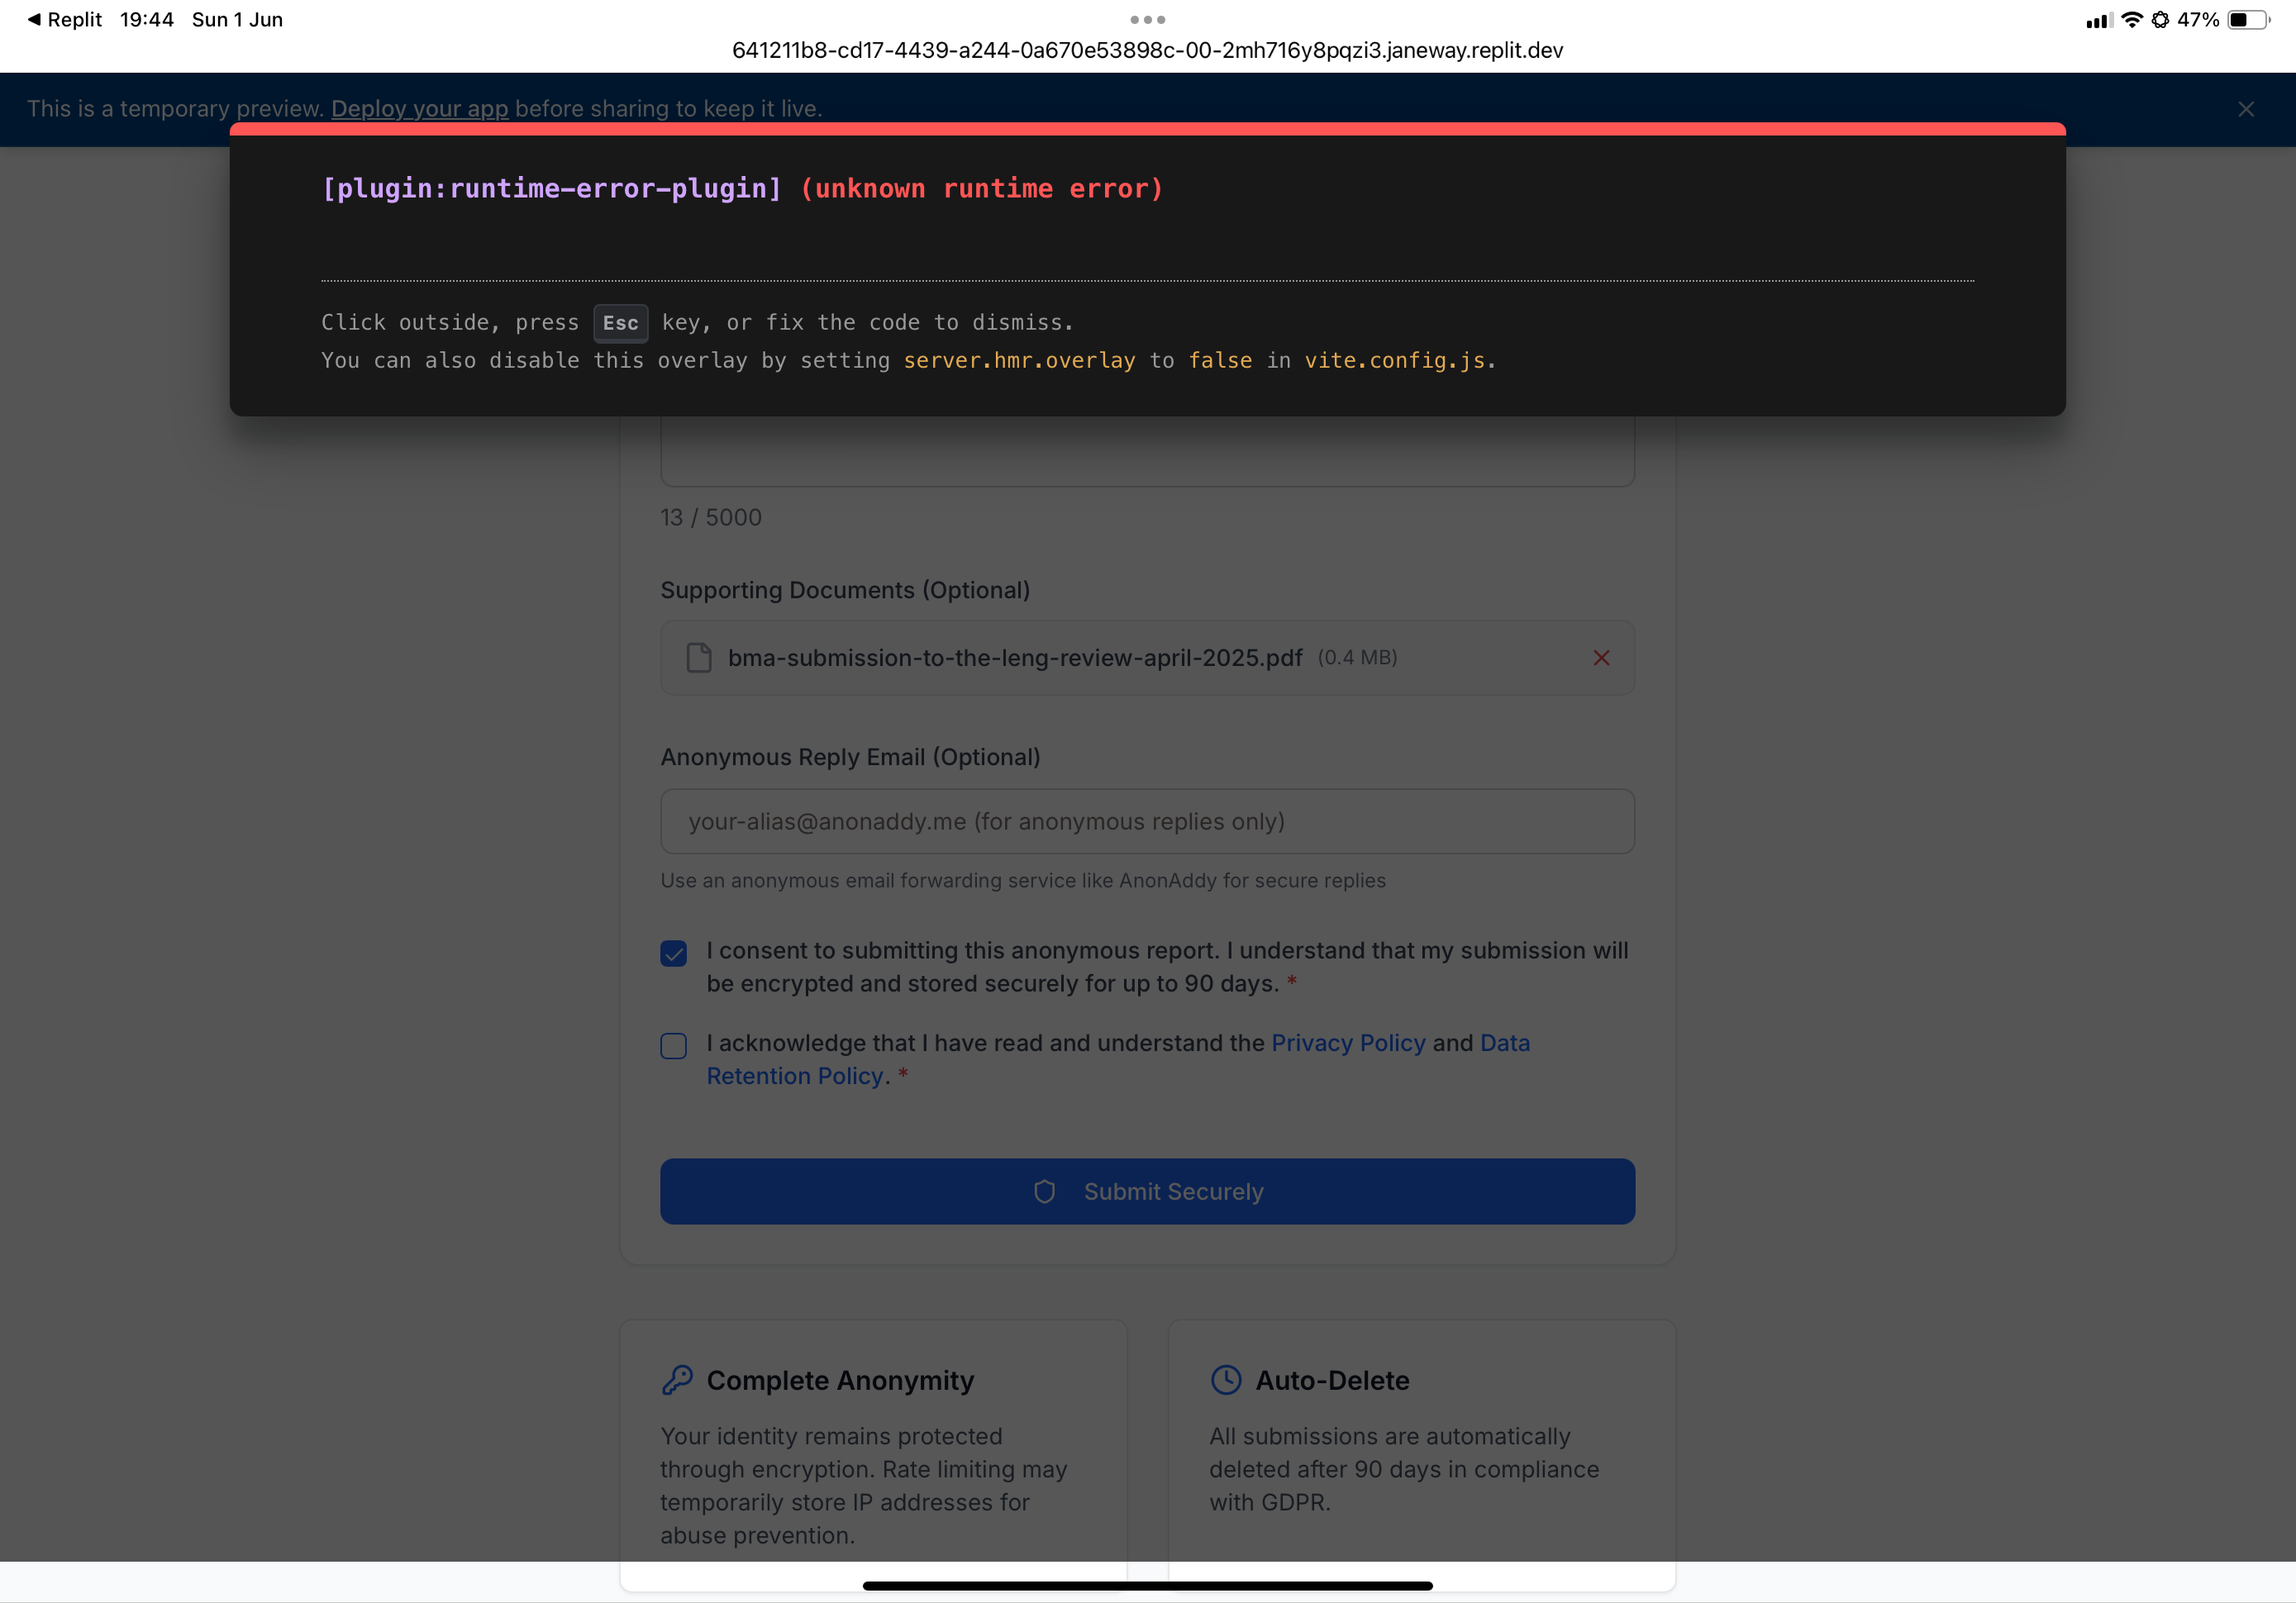 Replit 19:44 Sun 1 Jun
47%
641211b8-cd17-4439-a244-0a670e53898c-00-2mh716y8pqzi3.janeway.replit.dev
This is a temporary preview. Deploy your app before sharing to keep it live.
[plugin:runtime-error-plugin] (unknown runtime error)
Click outside, press Esc key, or fix the code to dismiss.
You can also disable this overlay by setting server.hmr.overlay to false in vite.config.js.
13 / 5000
Supporting Documents (Optional)
bma-submission-to-the-leng-review-april-2025.pdf (0.4 MB)
Anonymous Reply Email (Optional)
your-alias@anonaddy.me (for anonymous replies only)
Use an anonymous email forwarding service like AnonAddy for secure replies
I consent to submitting this anonymous report. I understand that my submission will
be encrypted and stored securely for up to 90 days. *
I acknowledge that I have read and understand the Privacy Policy and Data
Retention Policy. *
Submit Securely
Complete Anonymity
Your identity remains protected
through encryption. Rate limiting may
temporarily store IP addresses for
abuse prevention.
Auto-Delete
All submissions are automatically
deleted after 90 days in compliance
with GDPR.